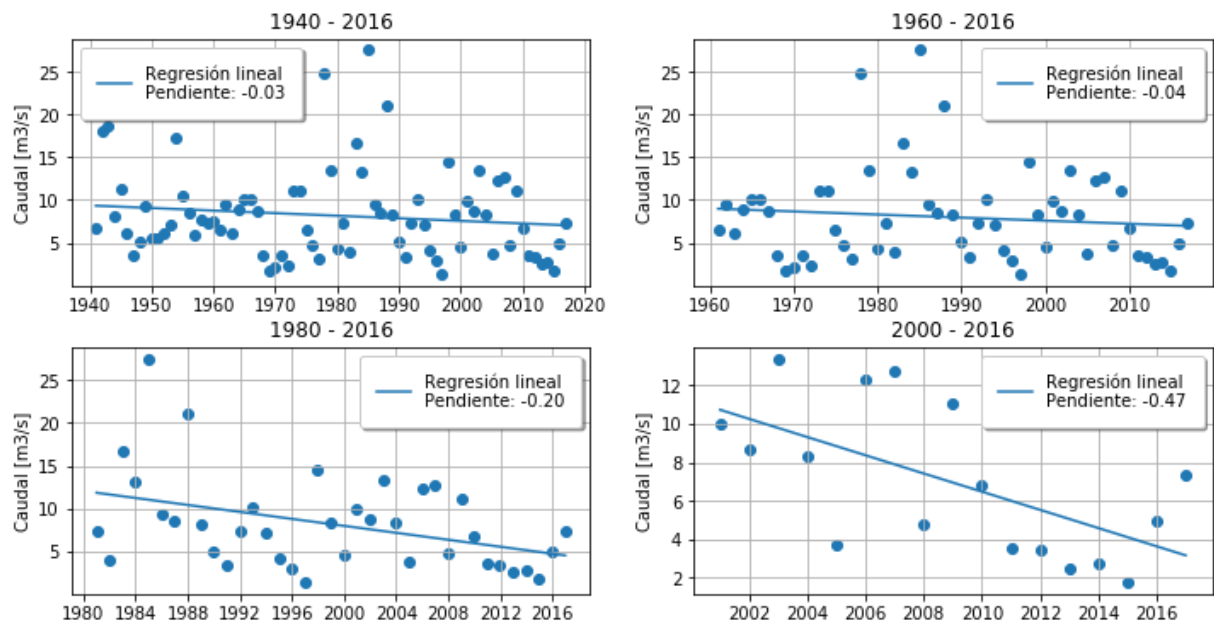 1940 - 2016
Caudal [m3/s]
25
20
15
10
5
Regresión lineal
Pendiente: -0.03
1940 1950 1960 1970 1980 1990 2000 2010 2020
1960 - 2016
Caudal [m3/s]
25
20
15
10
5
Regresión lineal
Pendiente: -0.04
1960 1970 1980 1990 2000 2010
1980 - 2016
Caudal [m3/s]
25
20
15
10
5
Regresión lineal
Pendiente: -0.20
1980 1984 1988 1992 1996 2000 2004 2008 2012 2016
2000 - 2016
Caudal [m3/s]
12
10
8
6
4
2
Regresión lineal
Pendiente: -0.47
2002 2004 2006 2008 2010 2012 2014 2016